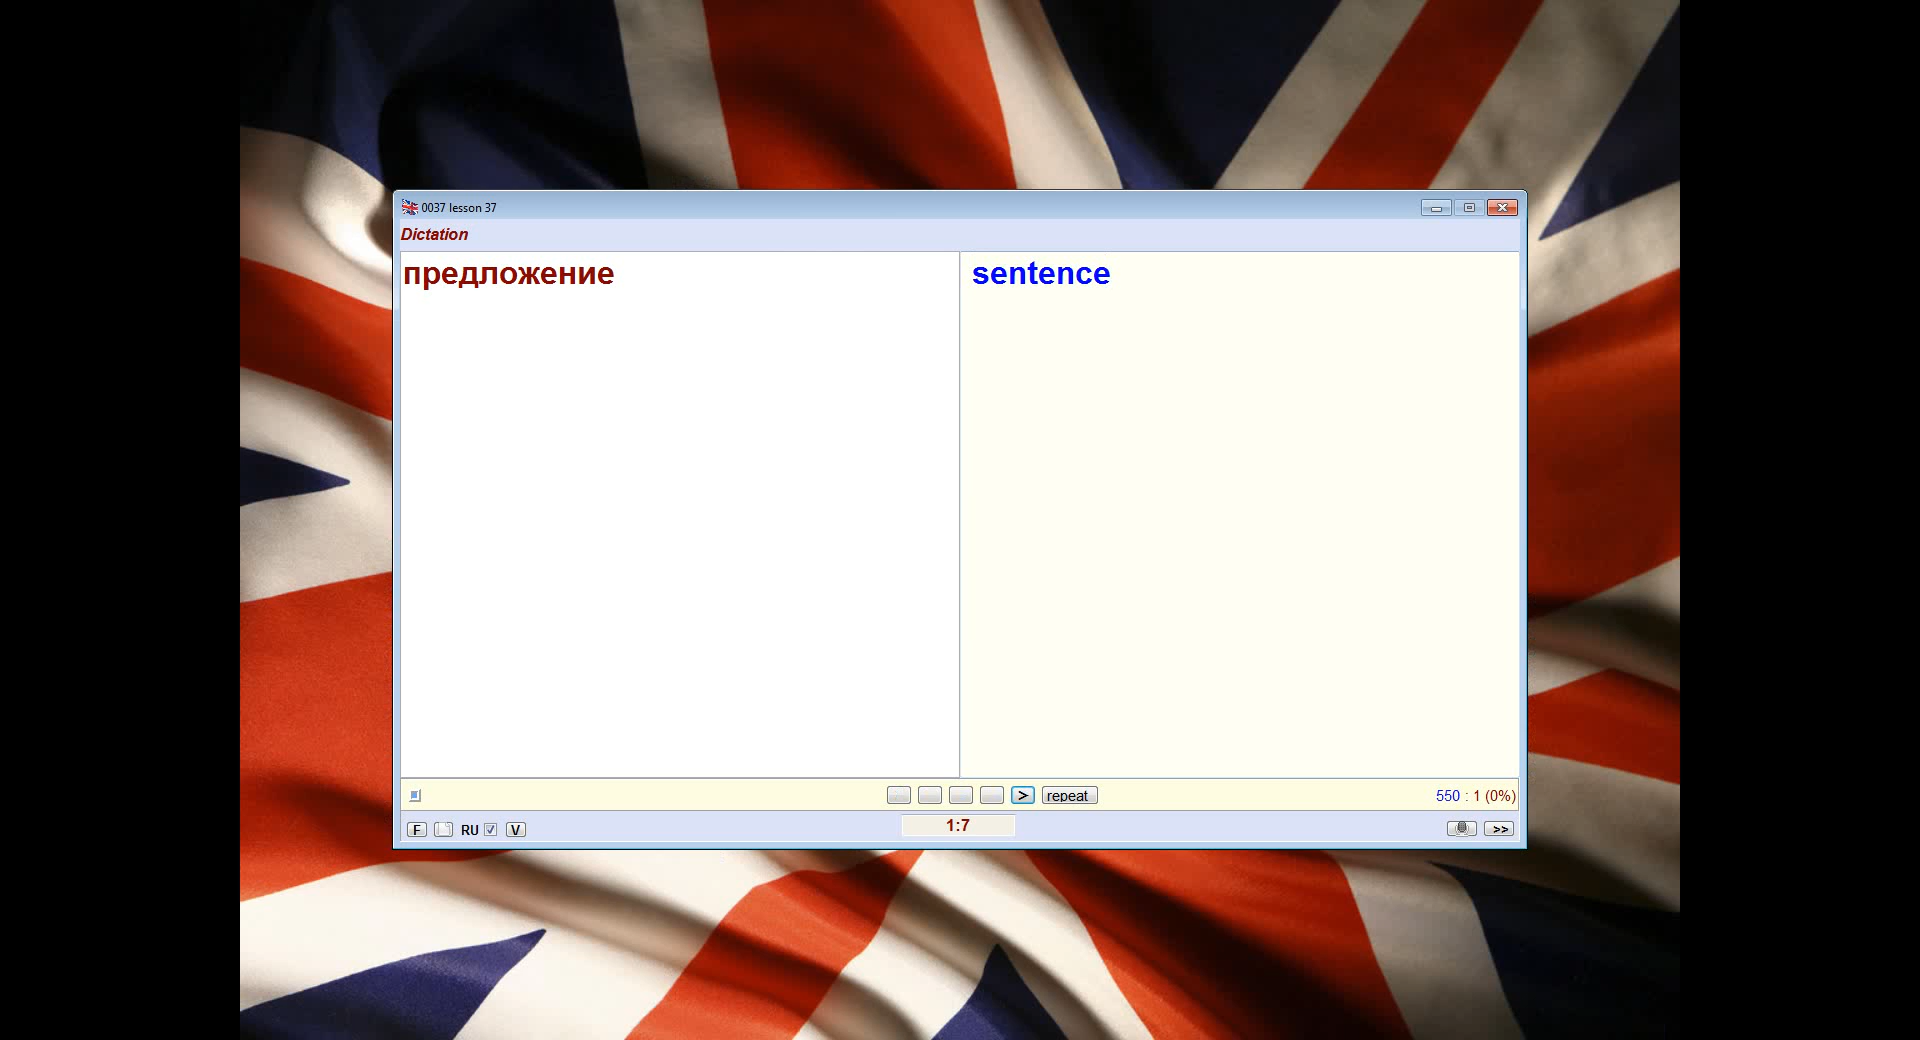 0037 lesson 37
Dictation
предложение
sentence
> repeat
550 : 1 (0%)
F RU V
1:7
>>